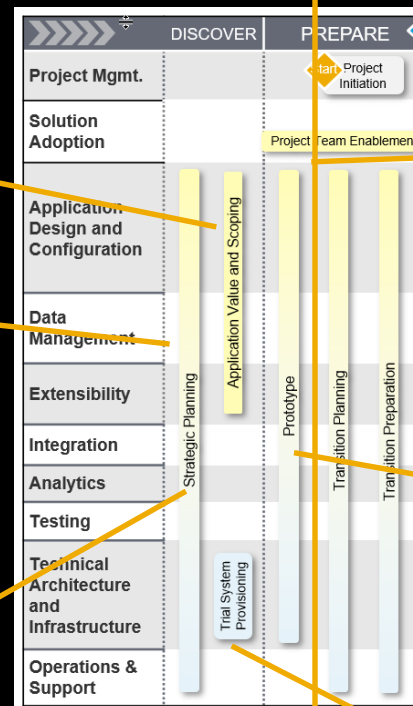 DISCOVER
PREPARE
Project Mgmt.
Start
Project
Initiation
Solution
Adoption
Project Team Enablemen
Application
Design and
Configuration
Data
Management
Extensibility
Integration
Analytics
Testing
Technical
Architecture
and
Infrastructure
Operations &
Support
Strategic Planning
Application Value and Scoping
Trial System
Provisioning
Prototype
Transition Planning
Transition Preparation